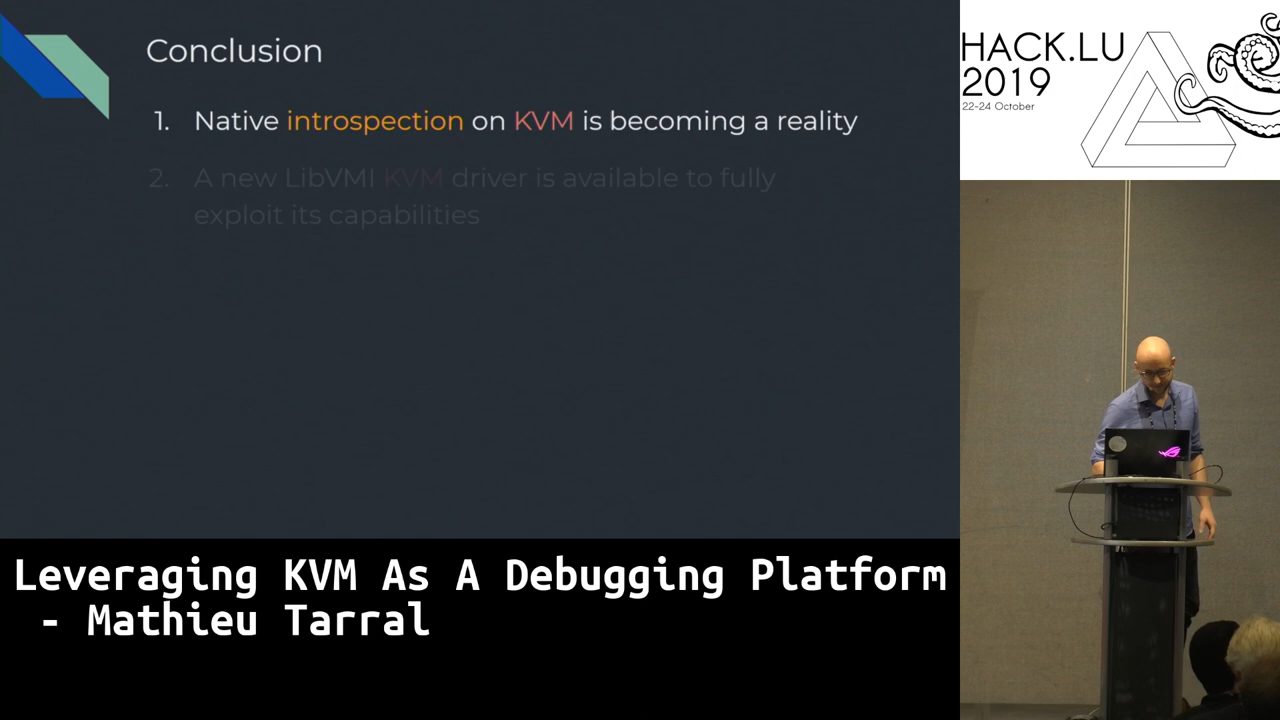 Conclusion
1. Native introspection on KVM is becoming a reality
2. A new LibVMI KVM driver is available to fully
exploit its capabilities
HACK.LU
2019
22-24 October
Leveraging KVM As A Debugging Platform
- Mathieu Tarral